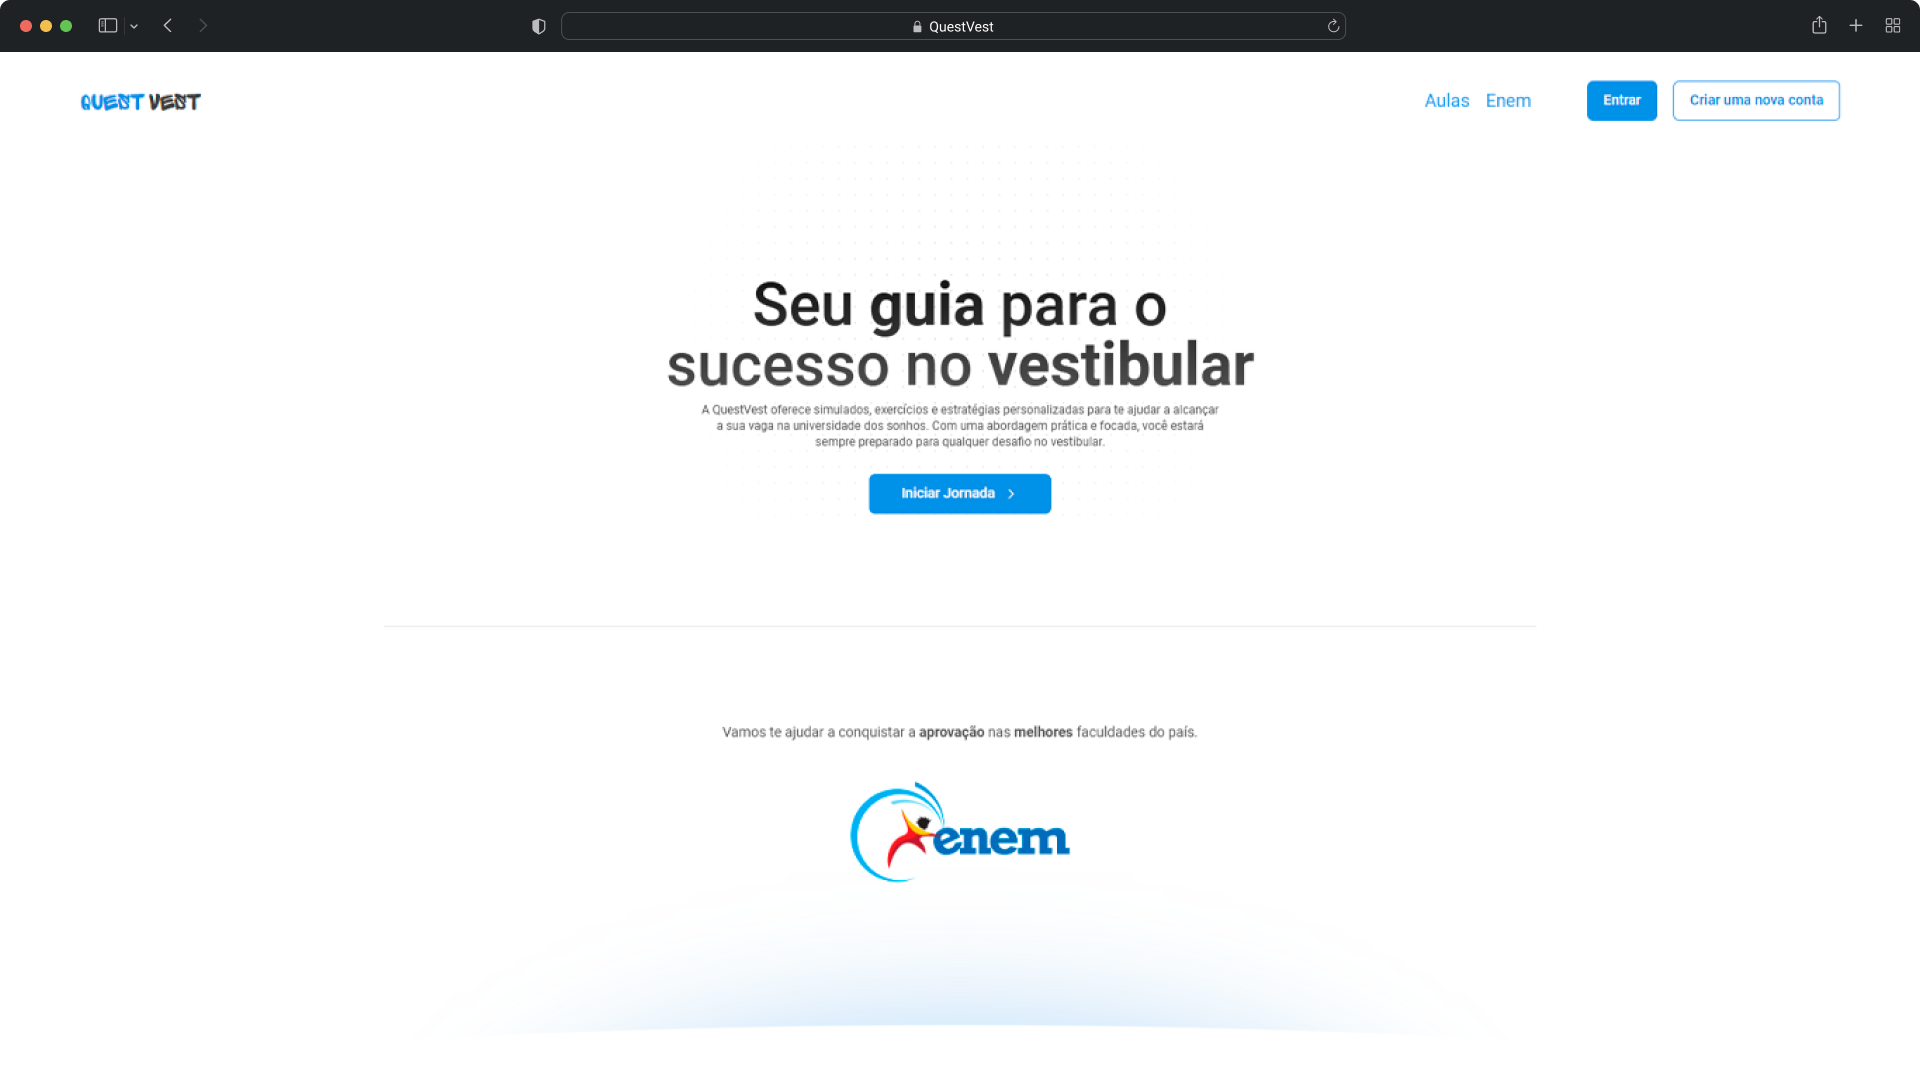 QuestVest
QUEST VEST
Aulas Enem Entrar Criar uma nova conta
Seu guia para o
sucesso no vestibular
A QuestVest oferece simulados, exercícios e estratégias personalizadas para te ajudar a alcançar
a sua vaga na universidade dos sonhos. Com uma abordagem prática e focada, você estará
sempre preparado para qualquer desafio no vestibular.
Iniciar Jornada
Vamos te ajudar a conquistar a aprovação nas melhores faculdades do país.
enem